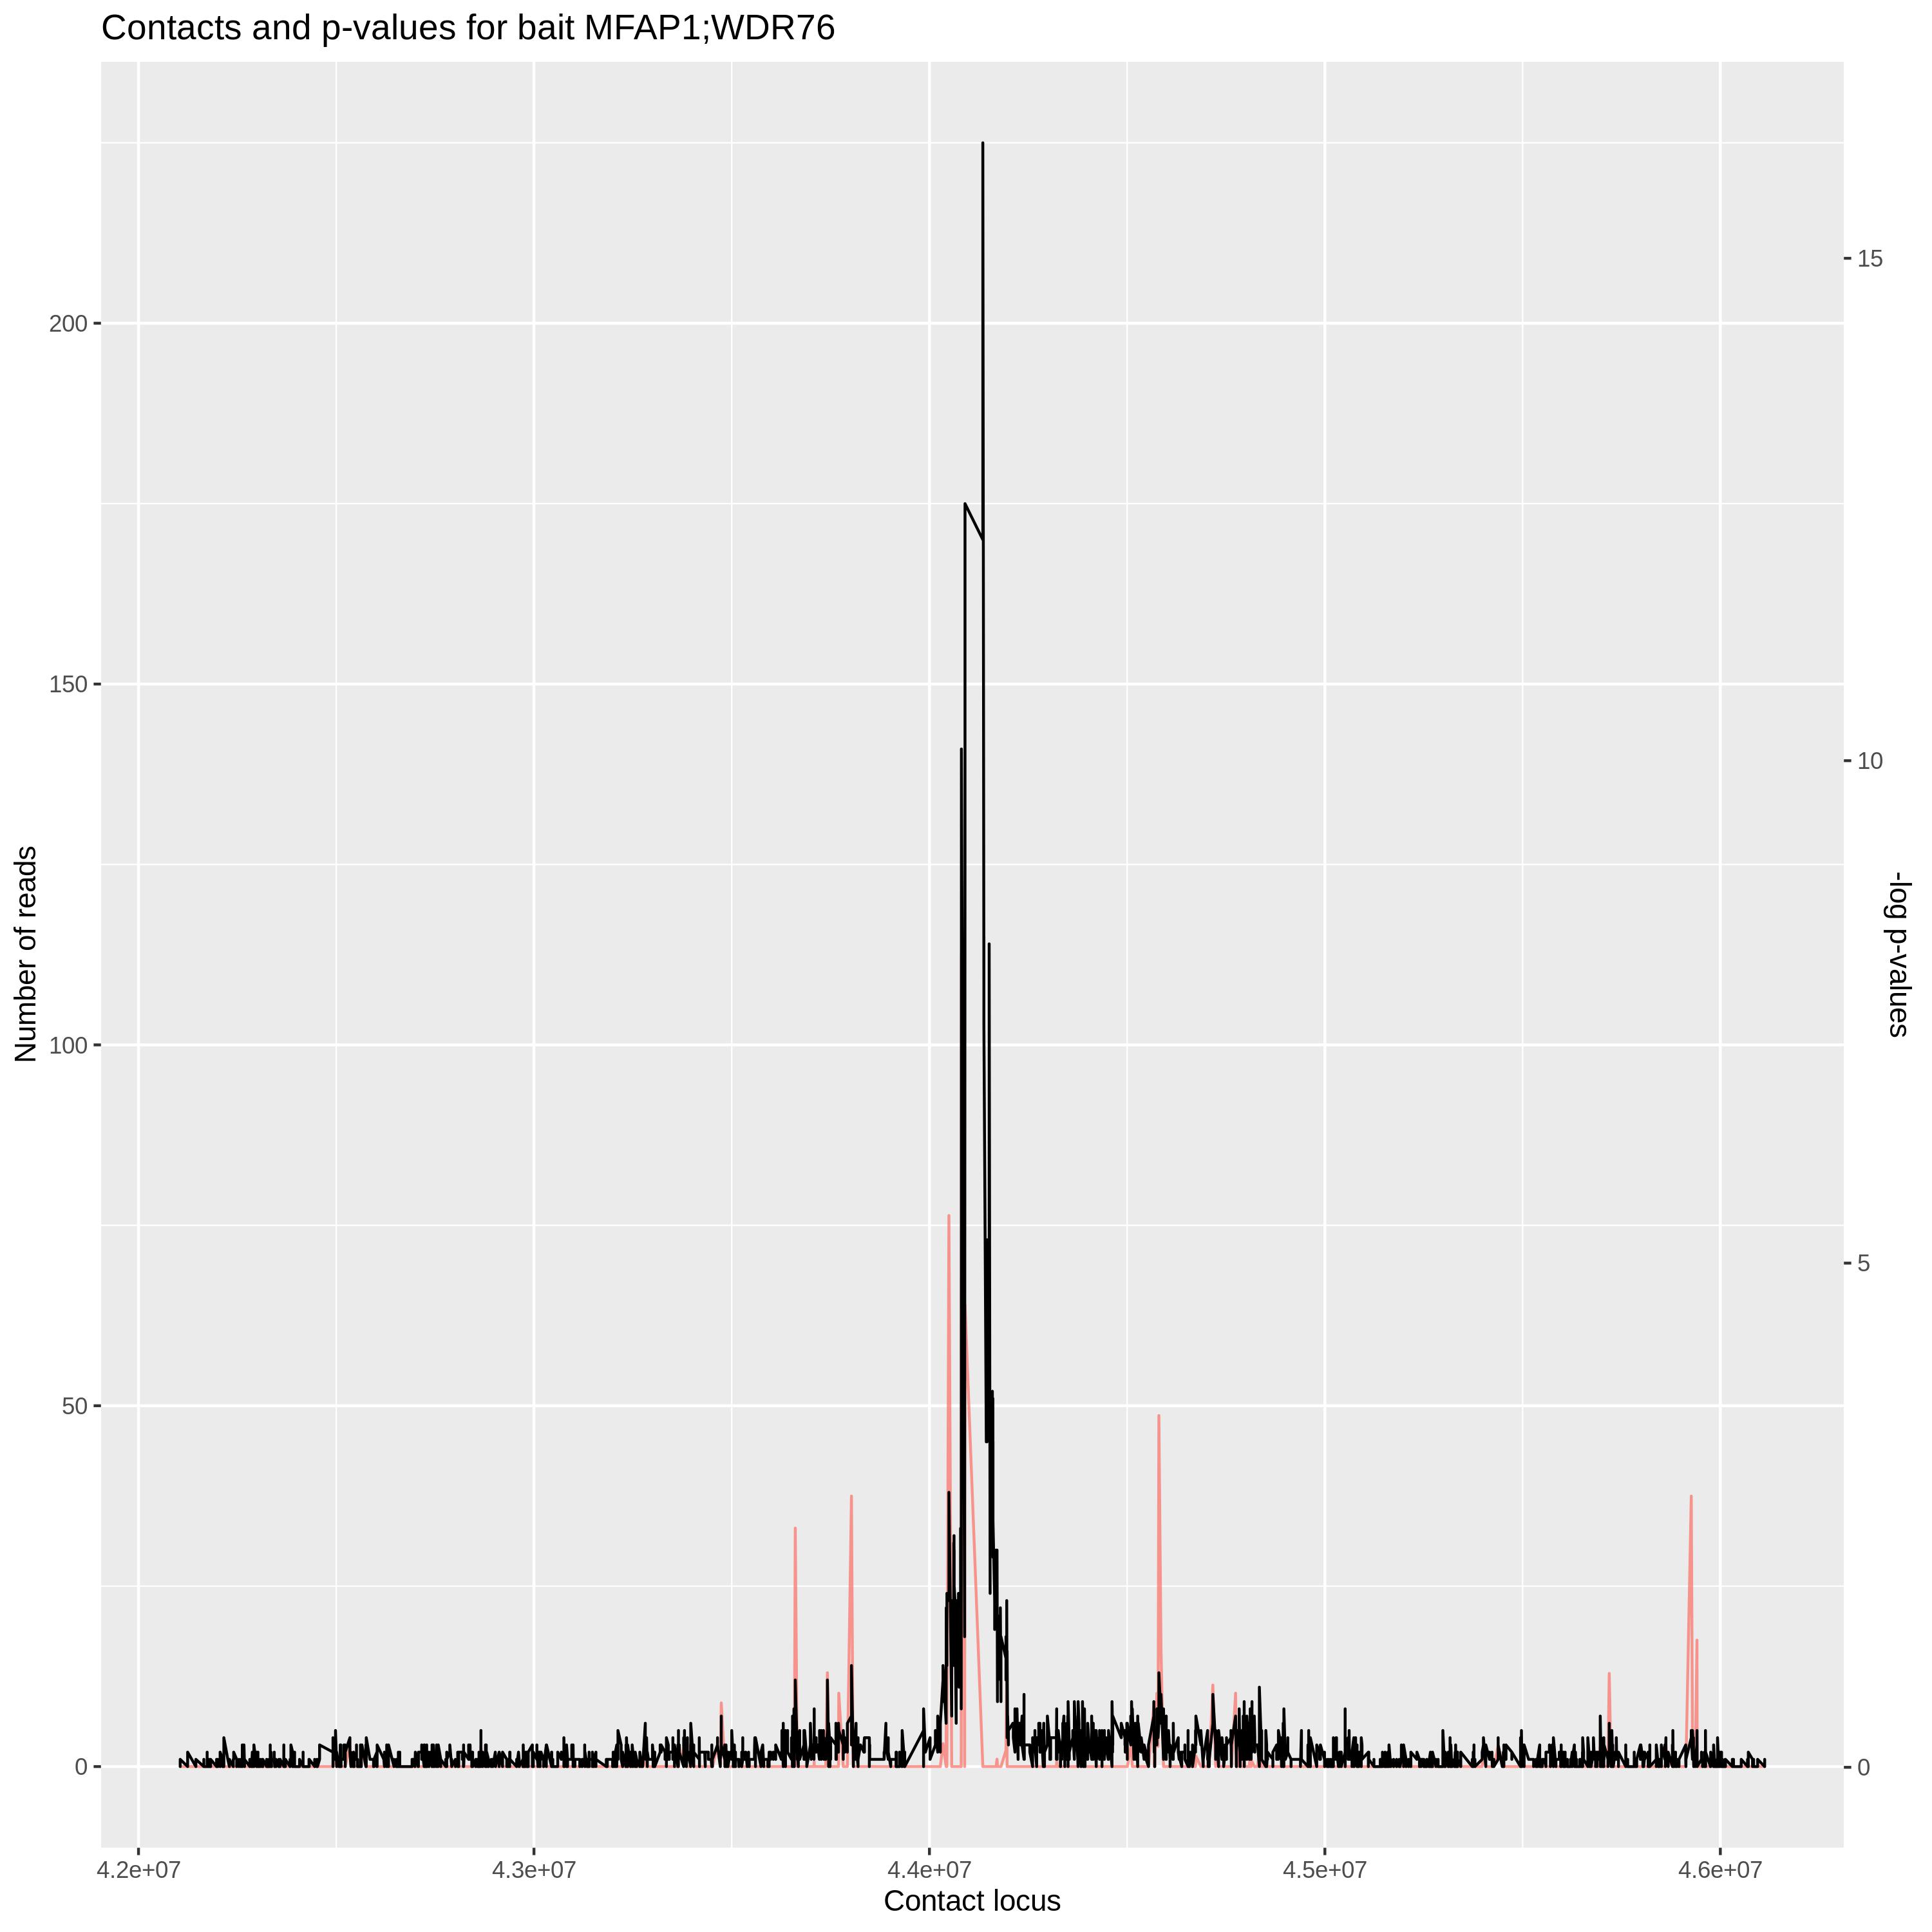 Contacts and p-values for bait MFAP1;WDR76
200
150
100
50
0
Number of reads
15
10
5
0
-log p-values
4.2e+07
4.3e+07
4.4e+07
4.5e+07
4.6e+07
Contact locus